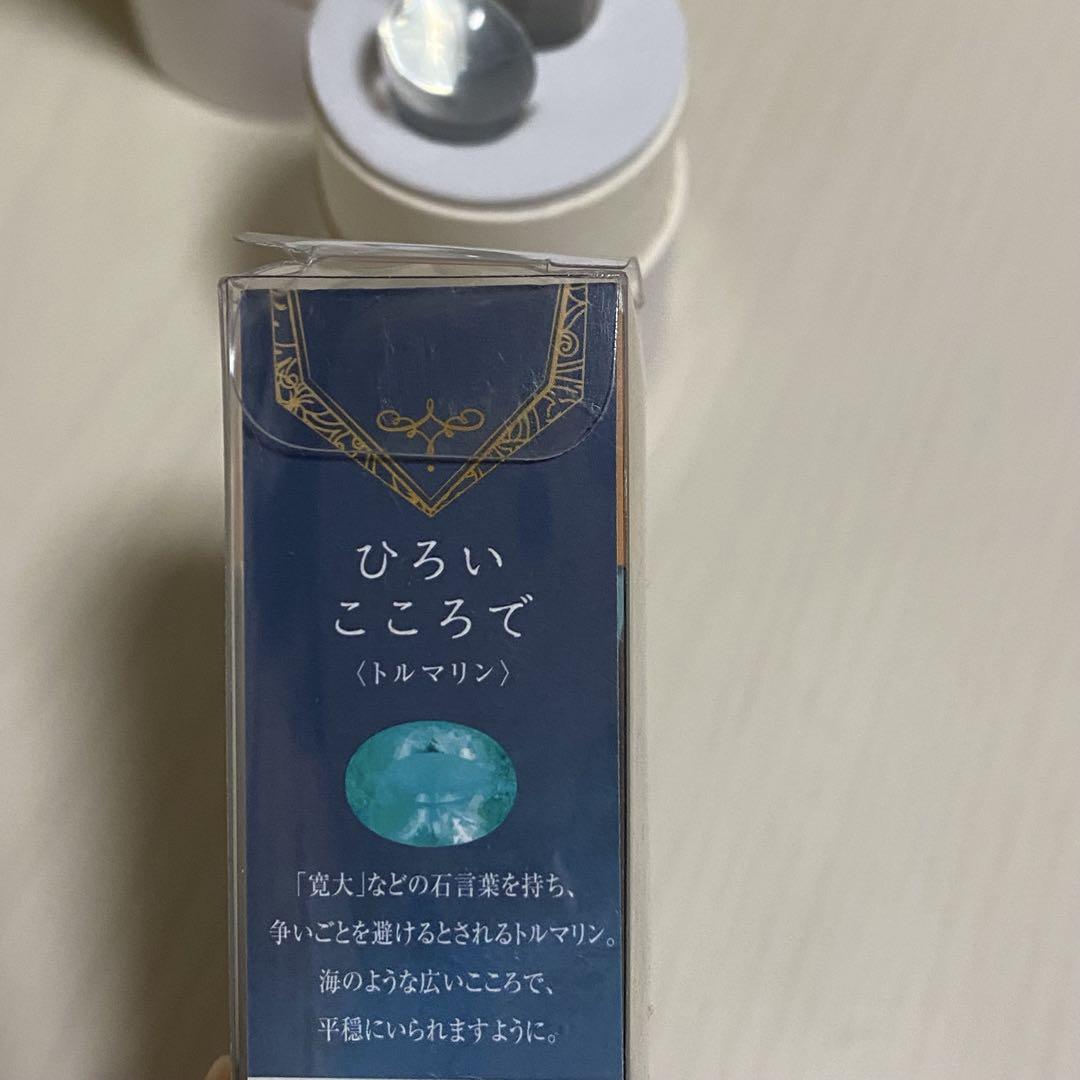 ひろい
こころで
〈トルマリン〉
「寛大」などの石言葉を持ち、
争いごとを避けるとされるトルマリン。
海のような広いこころで、
平穏にいられますように。